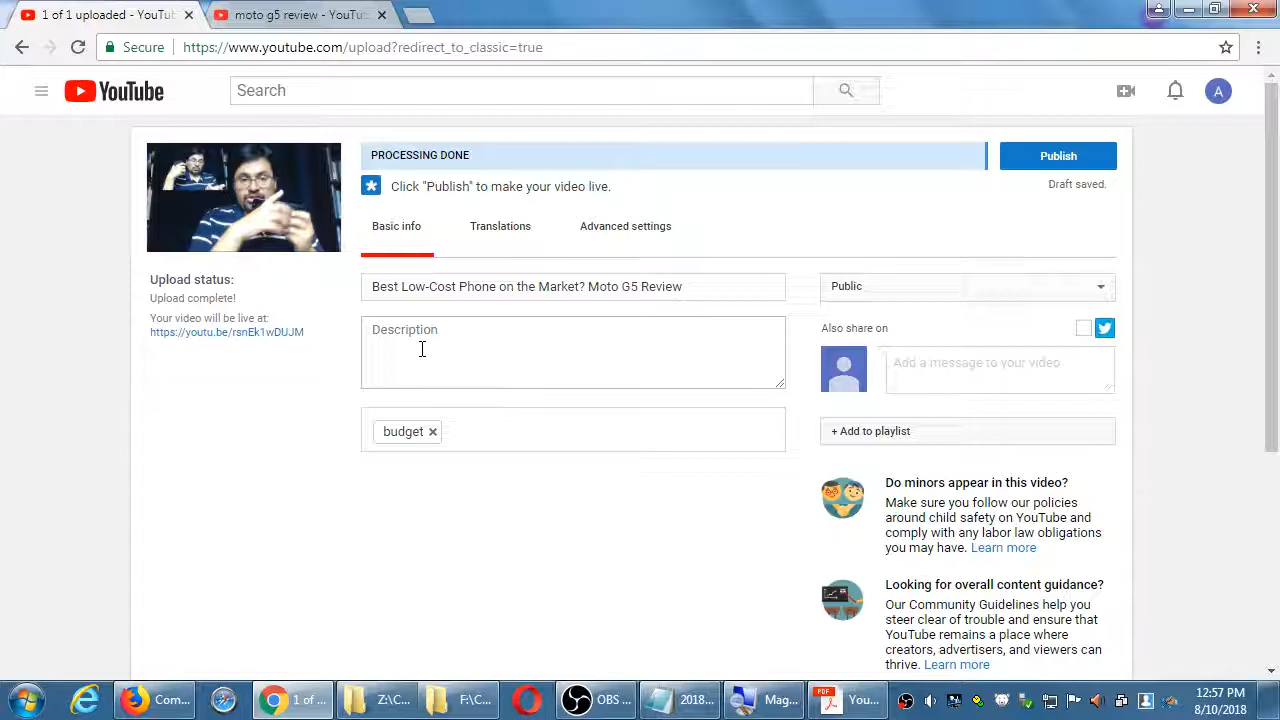 1 of 1 uploaded - YouTu
moto g5 review - YouTu
Secure
https://www.youtube.com/upload?redirect_to_classic=true
YouTube
Search
A
PROCESSING DONE
Publish
Click "Publish" to make your video live.
Draft saved.
Basic info
Translations
Advanced settings
Upload status:
Upload complete!
Your video will be live at:
https://youtu.be/rsnEk1wDUJM
Best Low-Cost Phone on the Market? Moto G5 Review
Public
Description
Also share on
Add a message to your video
budget
+ Add to playlist
Do minors appear in this video?
Make sure you follow our policies
around child safety on YouTube and
comply with any labor law obligations
you may have. Learn more
Looking for overall content guidance?
Our Community Guidelines help you
steer clear of trouble and ensure that
YouTube remains a place where
creators, advertisers, and viewers can
thrive. Learn more
Com...
1 of ...
Z:\C...
F:\C...
OBS ...
2018...
Mag...
PDF
You...
12:57 PM
8/10/2018